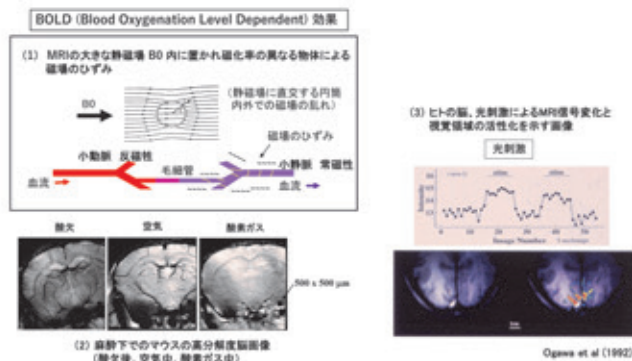 BOLD (Blood Oxygenation Level Dependent) 効果
(1) MRIの大きな静磁場 B0 内に置かれ磁化率の異なる物体による
磁場のひずみ
B0
(静磁場に直交する円筒
内外での磁場の乱れ)
磁場のひずみ
小動脈 反磁性
毛細管
小静脈 常磁性
血流
血流
酸欠
空気
酸素ガス
500 x 500 μm
(2) 麻酔下でのマウスの高分解度脳画像
(酸欠後、空気中、酸素ガス中)
(3) ヒトの脳、光刺激によるMRI信号変化と
視覚領域の活性化を示す画像
光刺激
Intensity
Image Number
Ogawa et al (1992)